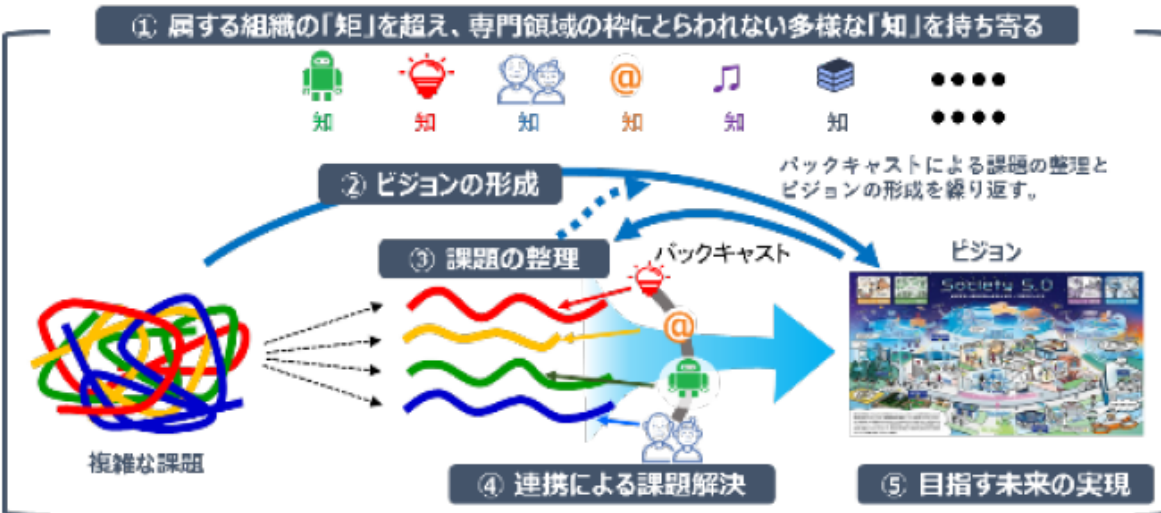 ① 属する組織の「矩」を超え、専門領域の枠にとらわれない多様な「知」を持ち寄る
@
知 知 知 知 知 知
② ビジョンの形成
バックキャストによる課題の整理と
ビジョンの形成を繰り返す。
③ 課題の整理
バックキャスト
ビジョン
Society 5.0
@
複雑な課題
④ 連携による課題解決
⑤ 目指す未来の実現